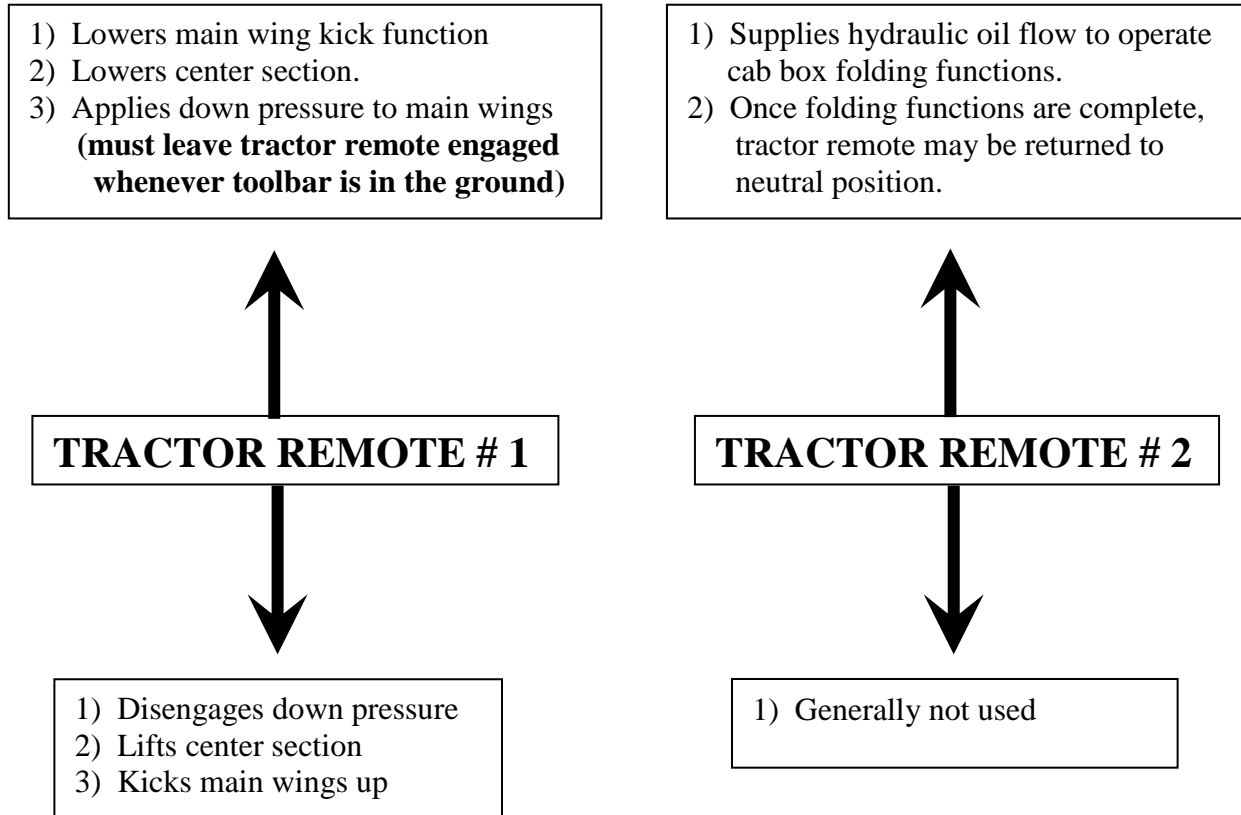 1) Lowers main wing kick function
2) Lowers center section.
3) Applies down pressure to main wings
(must leave tractor remote engaged
whenever toolbar is in the ground)
1) Supplies hydraulic oil flow to operate
cab box folding functions.
2) Once folding functions are complete,
tractor remote may be returned to
neutral position.
TRACTOR REMOTE # 1
TRACTOR REMOTE # 2
1) Disengages down pressure
2) Lifts center section
3) Kicks main wings up
1) Generally not used